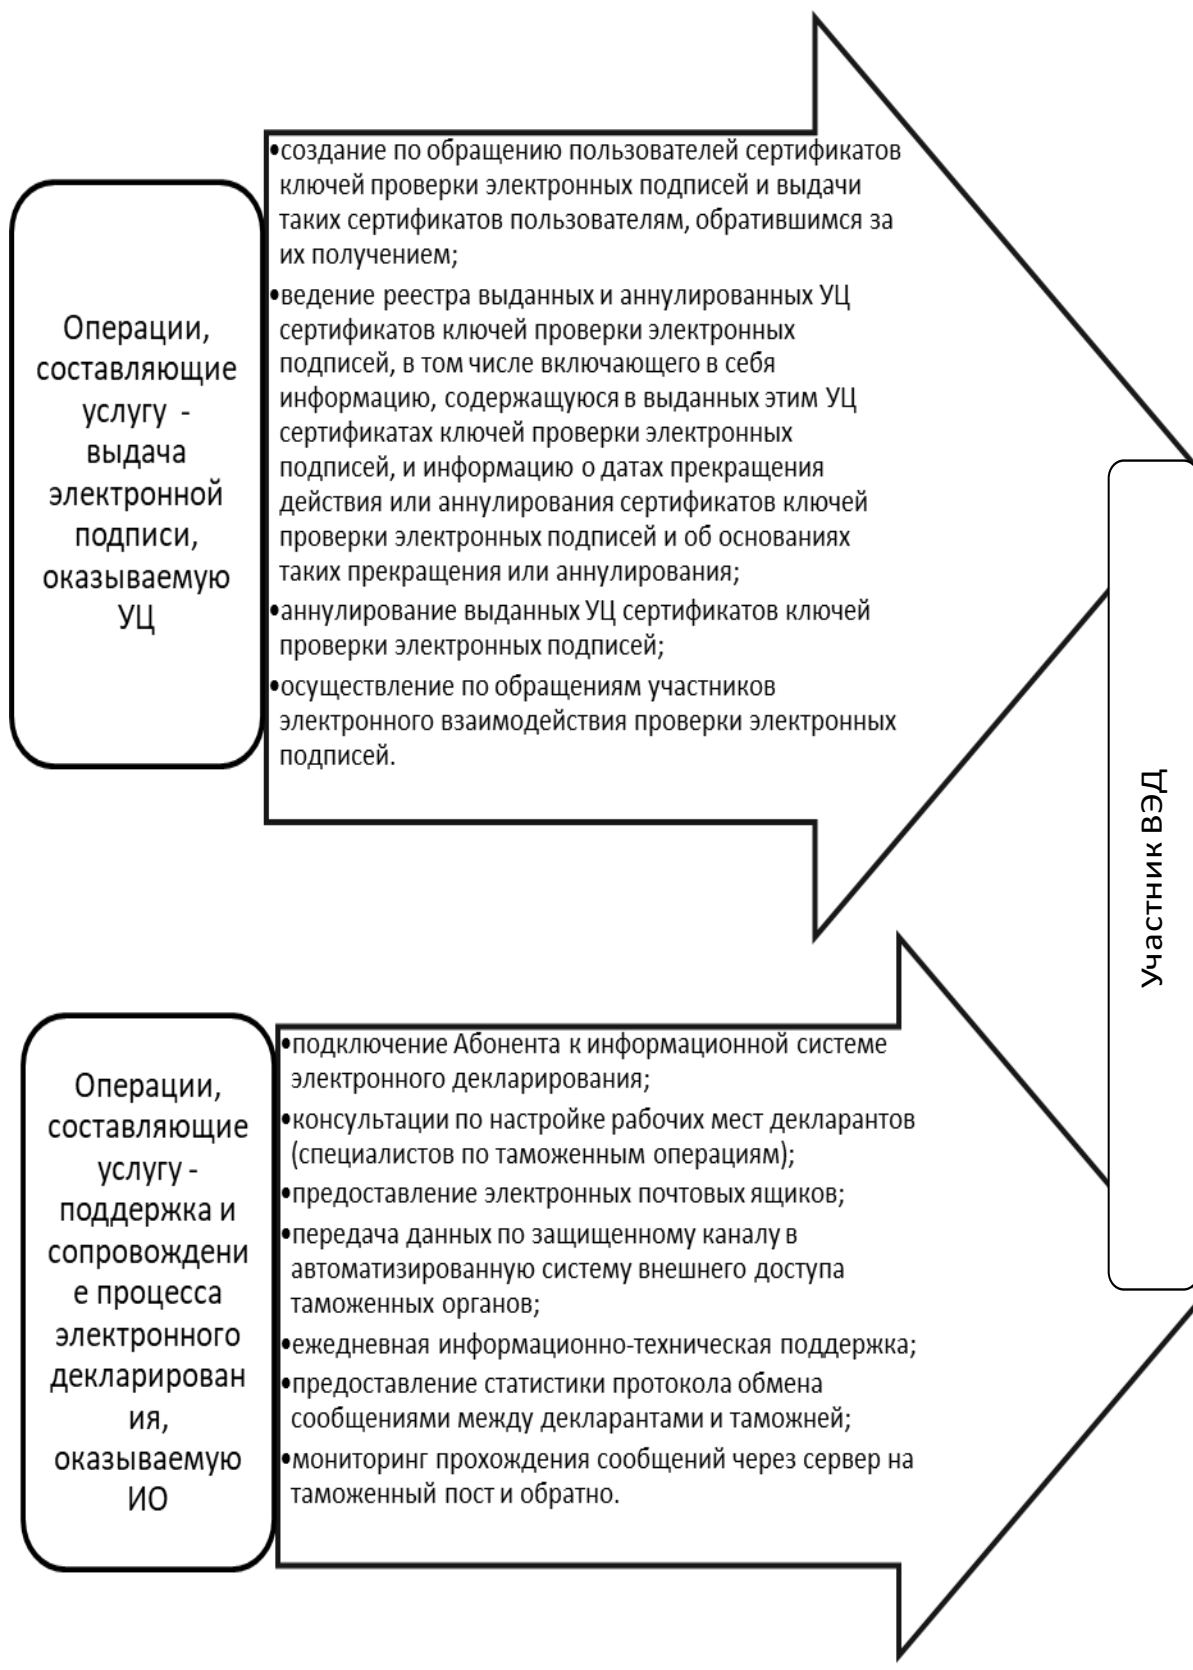 Операции,
составляющие
услугу -
выдача
электронной
подписи,
оказываемую
УЦ
•создание по обращению пользователей сертификатов
ключей проверки электронных подписей и выдачи
таких сертификатов пользователям, обратившимся за
их получением;
•ведение реестра выданных и аннулированных УЦ
сертификатов ключей проверки электронных
подписей, в том числе включающего в себя
информацию, содержащуюся в выданных этим УЦ
сертификатах ключей проверки электронных
подписей, и информацию о датах прекращения
действия или аннулирования сертификатов ключей
проверки электронных подписей и об основаниях
таких прекращения или аннулирования;
•аннулирование выданных УЦ сертификатов ключей
проверки электронных подписей;
•осуществление по обращениям участников
электронного взаимодействия проверки электронных
подписей.
Участник ВЭД
Операции,
составляющие
услугу -
поддержка и
сопровождени
е процесса
электронного
декларирован
ия,
оказываемую
ИО
•подключение Абонента к информационной системе
электронного декларирования;
•консультации по настройке рабочих мест декларантов
(специалистов по таможенным операциям);
•предоставление электронных почтовых ящиков;
•передача данных по защищенному каналу в
автоматизированную систему внешнего доступа
таможенных органов;
•ежедневная информационно-техническая поддержка;
•предоставление статистики протокола обмена
сообщениями между декларантами и таможней;
•мониторинг прохождения сообщений через сервер на
таможенный пост и обратно.